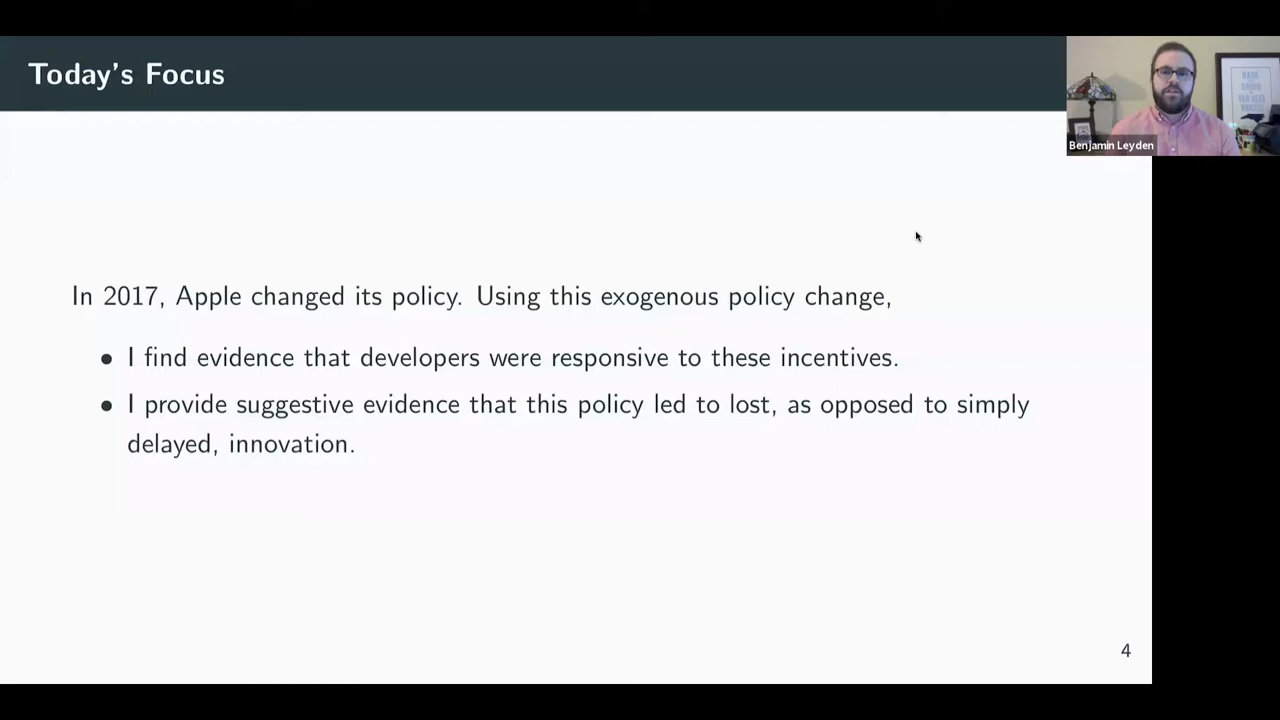 Today's Focus
Benjamin Leyden
In 2017, Apple changed its policy. Using this exogenous policy change,
• I find evidence that developers were responsive to these incentives.
• I provide suggestive evidence that this policy led to lost, as opposed to simply
delayed, innovation.
4